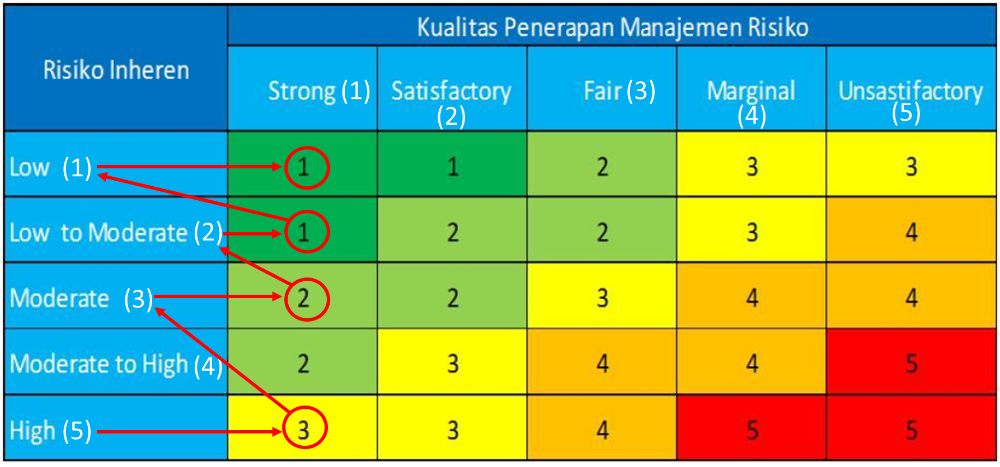 Kualitas Penerapan Manajemen Risiko
Risiko Inheren
Strong (1)
Satisfactory
(2)
Fair (3)
Marginal
(4)
Unsastifactory
(5)
Low (1) 1 1 2 3 3
Low to Moderate (2) 1 2 2 3 4
Moderate (3) 2 2 3 4 4
Moderate to High (4) 2 3 4 4 5
High (5) 3 3 4 5 5